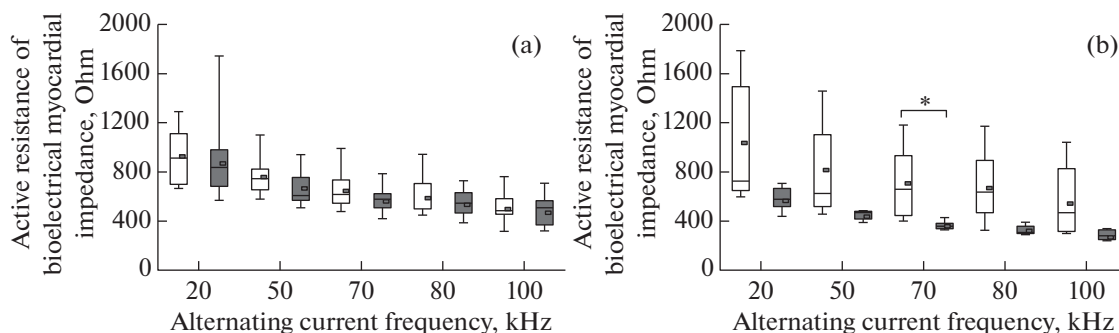 Active resistance of
bioelectrical myocardial
impedance, Ohm
2000
1600
1200
800
400
0
(a)
20 50 70 80 100
Alternating current frequency, kHz
Active resistance of
bioelectrical myocardial
impedance, Ohm
2000
1600
1200
800
400
0
(b)
*
20 50 70 80 100
Alternating current frequency, kHz